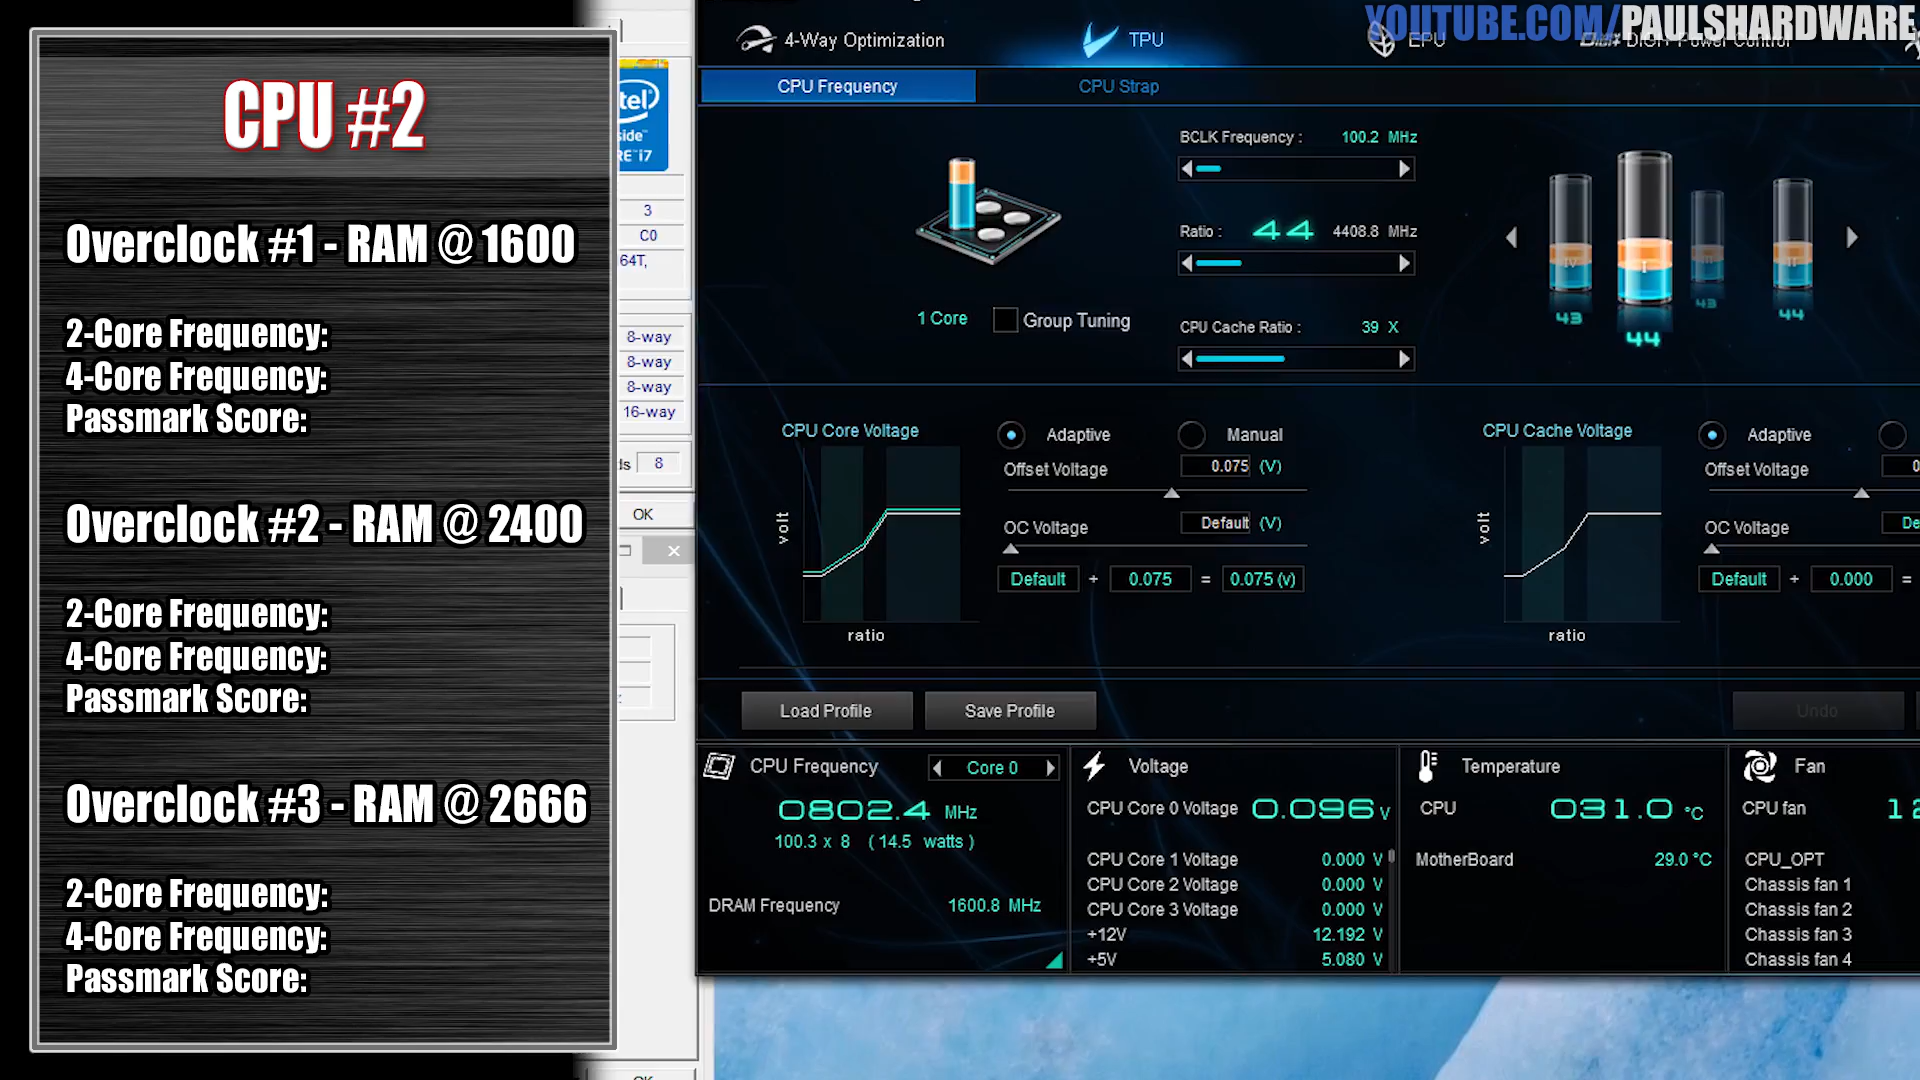 YOUTUBE.COM/PAULSHARDWARE
CPU #2
Overclock #1 - RAM @ 1600
2-Core Frequency:
4-Core Frequency:
Passmark Score:
Overclock #2 - RAM @ 2400
2-Core Frequency:
4-Core Frequency:
Passmark Score:
Overclock #3 - RAM @ 2666
2-Core Frequency:
4-Core Frequency:
Passmark Score:
3
C0
64T,
8-way
8-way
8-way
16-way
8
OK
4-Way Optimization
TPU
EPU
DIGI+ Power Control
CPU Frequency
CPU Strap
BCLK Frequency : 100.2 MHz
Ratio : 44 4408.8 MHz
CPU Cache Ratio : 39 X
1 Core
Group Tuning
IV I III II
43 44 43 44
CPU Core Voltage
Adaptive
Manual
Offset Voltage 0.075 (V)
OC Voltage Default (V)
Default + 0.075 = 0.075 (v)
volt
ratio
CPU Cache Voltage
Adaptive
Offset Voltage
OC Voltage
Default + 0.000 =
volt
ratio
Load Profile
Save Profile
Undo
CPU Frequency
Core 0
0802.4 MHz
100.3 x 8 ( 14.5 watts )
DRAM Frequency 1600.8 MHz
Voltage
CPU Core 0 Voltage 0.096 V
CPU Core 1 Voltage 0.000 V
CPU Core 2 Voltage 0.000 V
CPU Core 3 Voltage 0.000 V
+12V 12.192 V
+5V 5.080 V
Temperature
CPU 031.0 °C
MotherBoard 29.0 °C
Fan
CPU fan 12
CPU_OPT
Chassis fan 1
Chassis fan 2
Chassis fan 3
Chassis fan 4